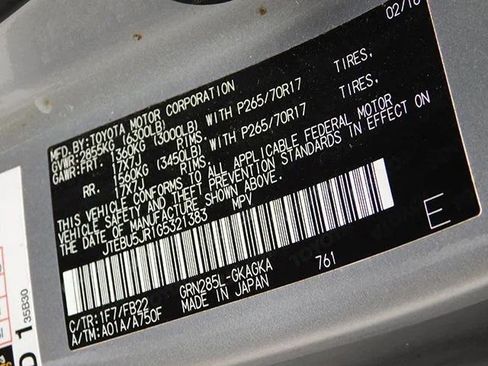 02/16
MFD.BY:TOYOTA MOTOR CORPORATION
GVWR:2855KG (6300LB)
GAWR:FRT. 1360KG (3000LB) WITH P265/70R17 TIRES,
17X7J RIMS,
RR. 1560KG (3450LB) WITH P265/70R17 TIRES,
17X7J RIMS,
THIS VEHICLE CONFORMS TO ALL APPLICABLE FEDERAL MOTOR
VEHICLE SAFETY AND THEFT PREVENTION STANDARDS IN EFFECT ON
THE DATE OF MANUFACTURE SHOWN ABOVE.
JTEBU5JR1G5321383 MPV
C/TR:1F7/FB22 GRN285L-GKAGKA 761
A/TM:A01A/A750F MADE IN JAPAN
E
01
35B30